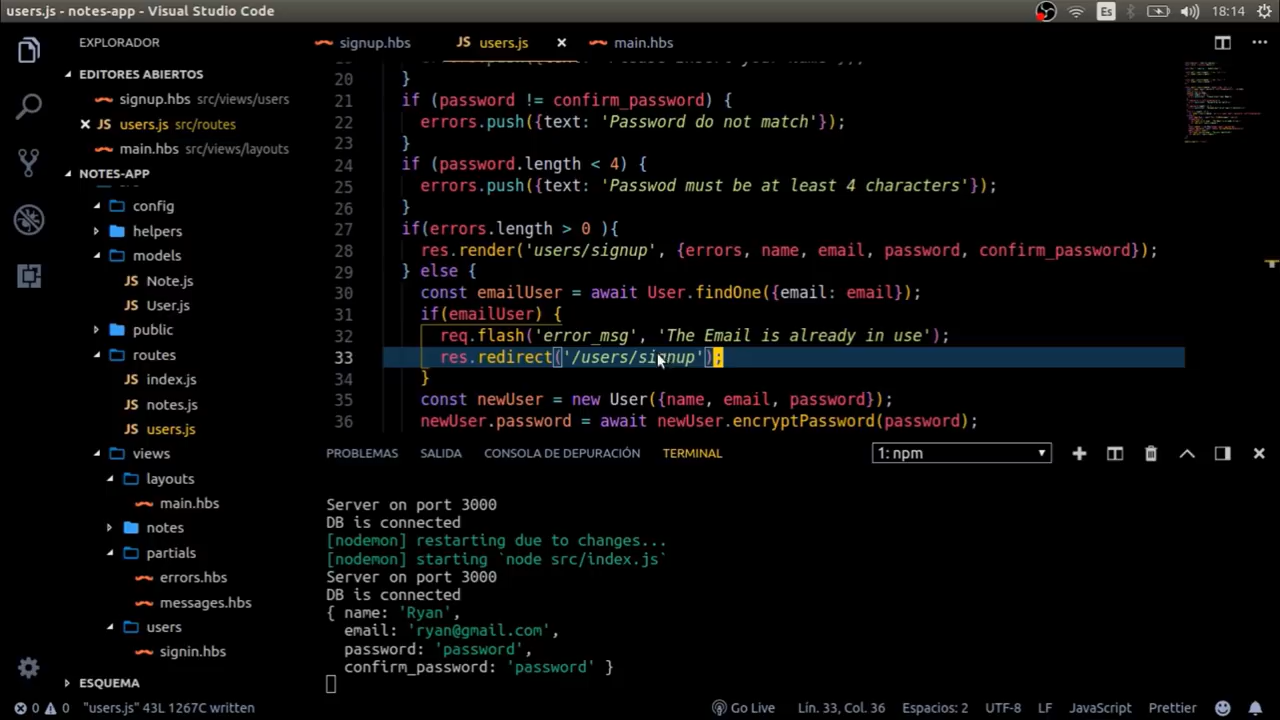 users.js - notes-app - Visual Studio Code
Es
18:14
EXPLORADOR
signup.hbs
JS users.js
main.hbs
EDITORES ABIERTOS
signup.hbs src/views/users
JS users.js src/routes
main.hbs src/views/layouts
NOTES-APP
config
helpers
models
JS Note.js
JS User.js
public
routes
JS index.js
JS notes.js
JS users.js
views
layouts
main.hbs
notes
partials
errors.hbs
messages.hbs
users
signin.hbs
ESQUEMA
20 }
21 if (password != confirm_password) {
22 errors.push({text: 'Password do not match'});
23 }
24 if (password.length < 4) {
25 errors.push({text: 'Passwod must be at least 4 characters'});
26 }
27 if(errors.length > 0 ){
28 res.render('users/signup', {errors, name, email, password, confirm_password});
29 } else {
30 const emailUser = await User.findOne({email: email});
31 if(emailUser) {
32 req.flash('error_msg', 'The Email is already in use');
33 res.redirect('/users/signup');
34 }
35 const newUser = new User({name, email, password});
36 newUser.password = await newUser.encryptPassword(password);
PROBLEMAS SALIDA CONSOLA DE DEPURACIÓN TERMINAL 1: npm
Server on port 3000
DB is connected
[nodemon] restarting due to changes...
[nodemon] starting `node src/index.js`
Server on port 3000
DB is connected
{ name: 'Ryan',
email: 'ryan@gmail.com',
password: 'password',
confirm_password: 'password' }
0 0 "users.js" 43L 1267C written
Go Live Lín. 33, Col. 36 Espacios: 2 UTF-8 LF JavaScript Prettier